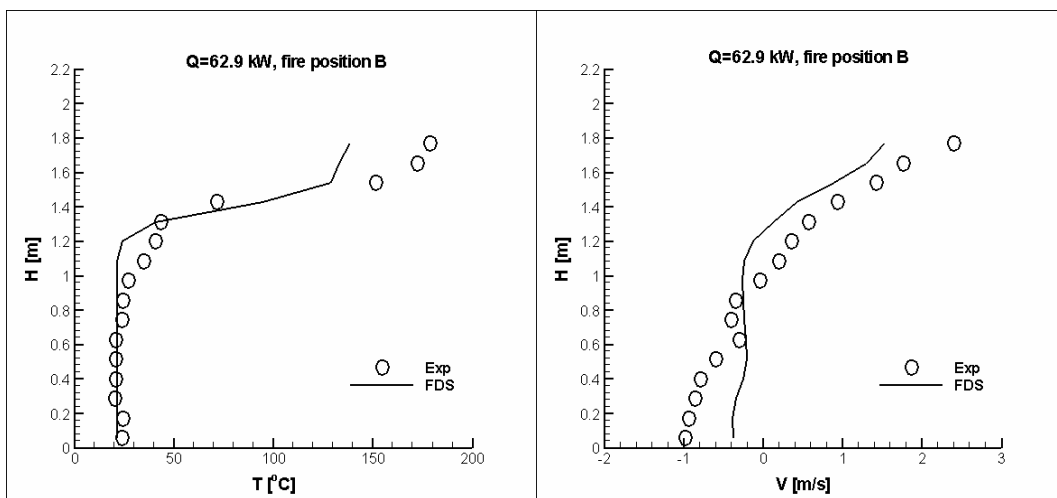 Q=62.9 kW, fire position B
2.2
2
1.8
1.6
1.4
1.2
1
0.8
0.6
0.4
0.2
0
H [m]
0 50 100 150 200
T [°C]
Exp
FDS
Q=62.9 kW, fire position B
2.2
2
1.8
1.6
1.4
1.2
1
0.8
0.6
0.4
0.2
0
H [m]
-2 -1 0 1 2 3
V [m/s]
Exp
FDS